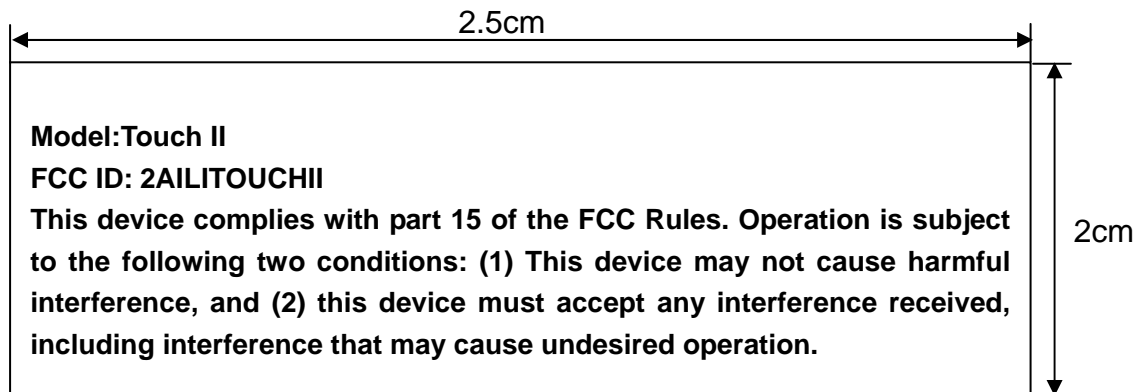 2.5cm
Model:Touch II
FCC ID: 2AILITOUCHII
This device complies with part 15 of the FCC Rules. Operation is subject
to the following two conditions: (1) This device may not cause harmful
interference, and (2) this device must accept any interference received,
including interference that may cause undesired operation.
2cm